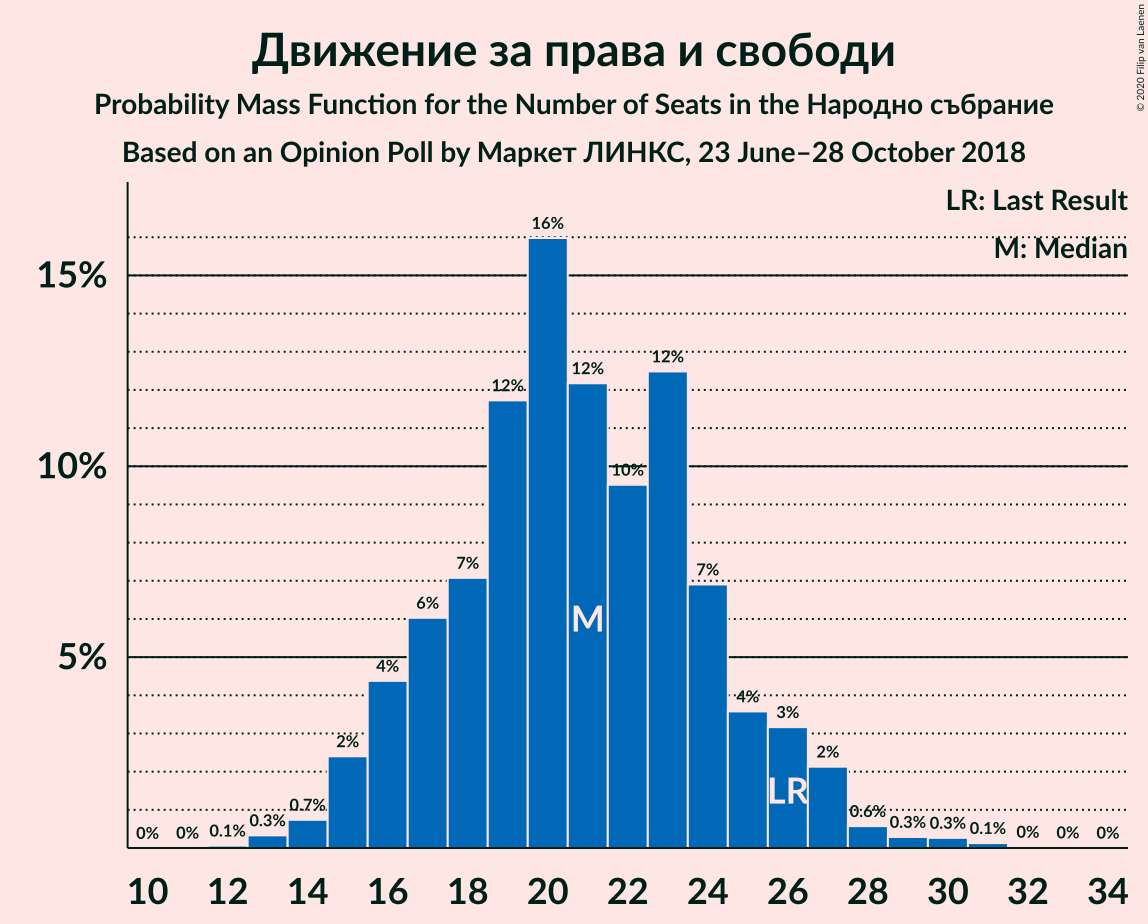 Движение за права и свободи
Probability Mass Function for the Number of Seats in the Народно събрание
Based on an Opinion Poll by Маркет ЛИНКС, 23 June–28 October 2018
© 2020 Filip van Laenen
LR: Last Result
M: Median
15%
10%
5%
0% 0% 0.1% 0.3% 0.7% 2% 4% 6% 7% 12% 16% 12% 10% 12% 7% 4% 3% 2% 0.6% 0.3% 0.3% 0.1% 0% 0% 0%
M
LR
10 12 14 16 18 20 22 24 26 28 30 32 34